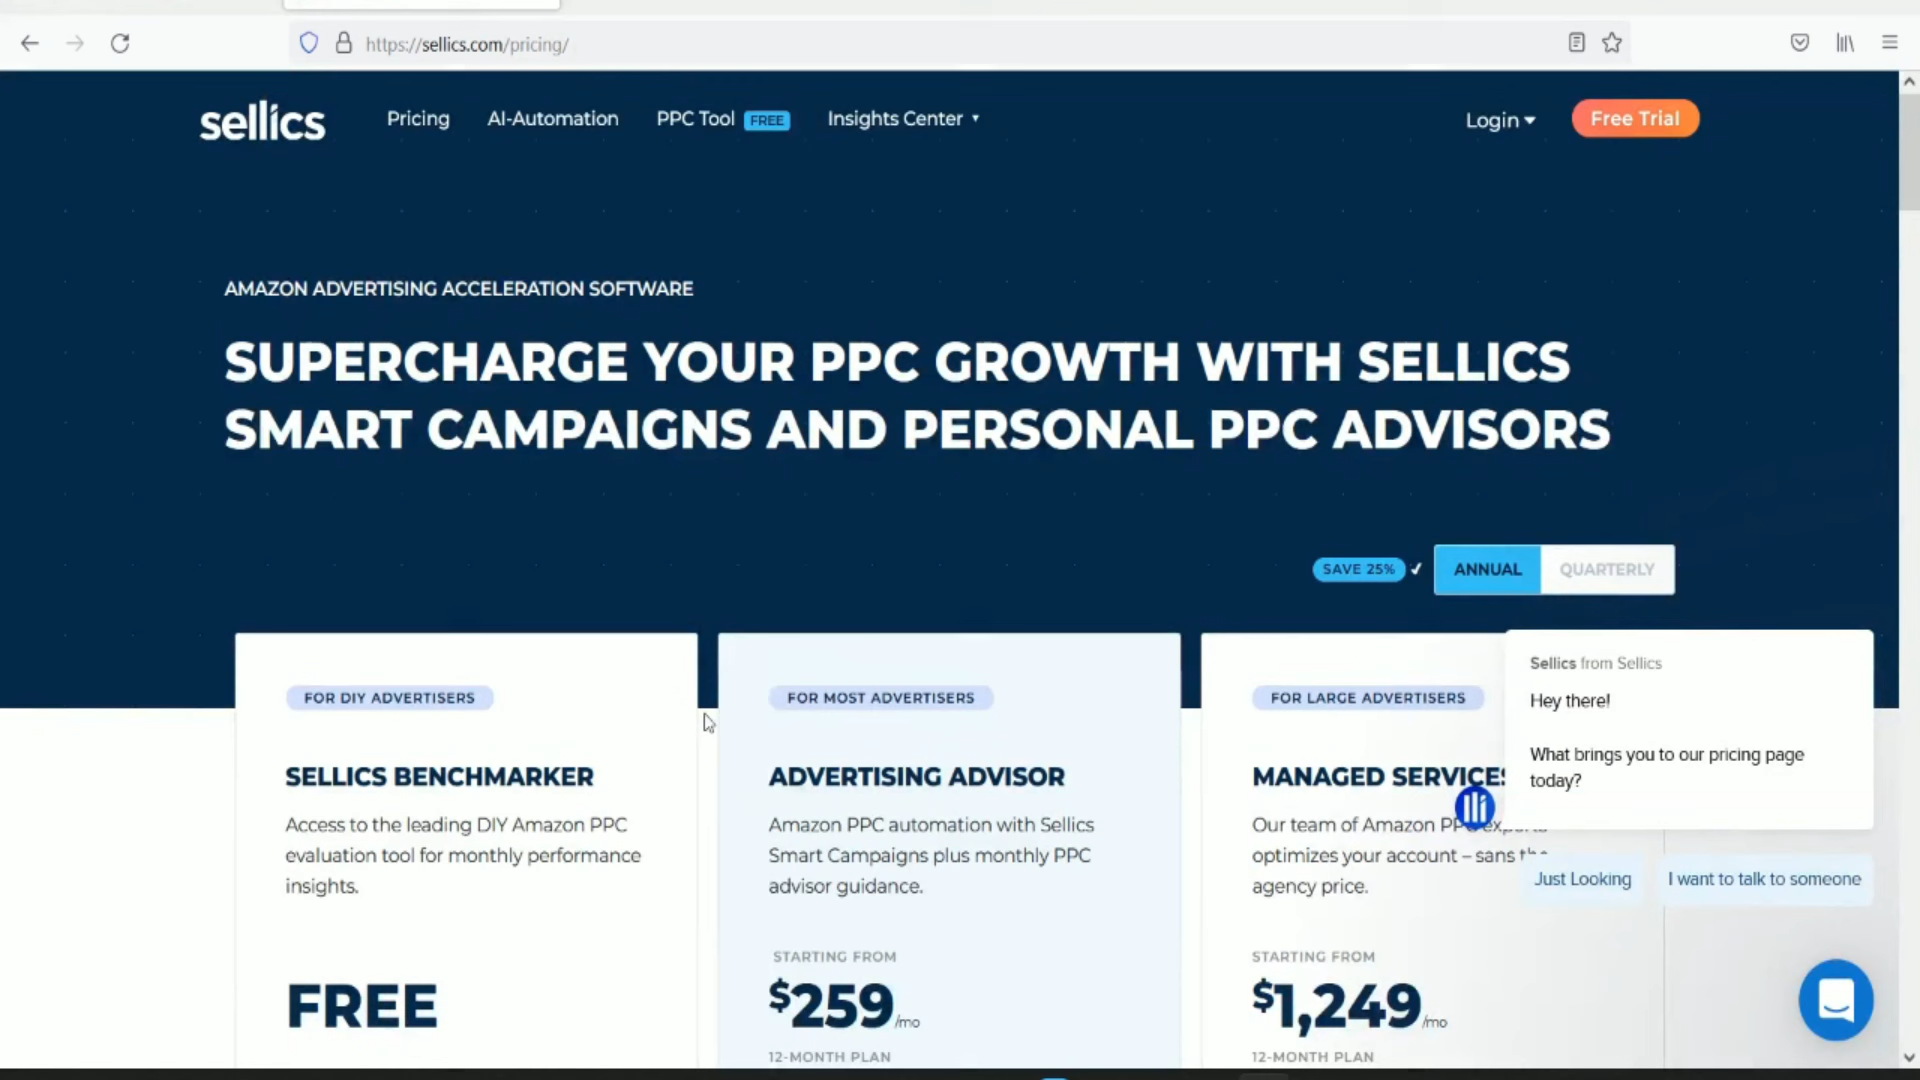 https://sellics.com/pricing/
sellics
Pricing
AI-Automation
PPC Tool FREE
Insights Center
Login
Free Trial
AMAZON ADVERTISING ACCELERATION SOFTWARE
SUPERCHARGE YOUR PPC GROWTH WITH SELLICS
SMART CAMPAIGNS AND PERSONAL PPC ADVISORS
SAVE 25%
ANNUAL
QUARTERLY
FOR DIY ADVERTISERS
SELLICS BENCHMARKER
Access to the leading DIY Amazon PPC
evaluation tool for monthly performance
insights.
FREE
FOR MOST ADVERTISERS
ADVERTISING ADVISOR
Amazon PPC automation with Sellics
Smart Campaigns plus monthly PPC
advisor guidance.
STARTING FROM
$259/mo
12-MONTH PLAN
FOR LARGE ADVERTISERS
MANAGED SERVICES
Our team of Amazon
optimizes your account – sans
agency price.
STARTING FROM
$1,249/mo
12-MONTH PLAN
Sellics from Sellics
Hey there!
What brings you to our pricing page
today?
Just Looking
I want to talk to someone